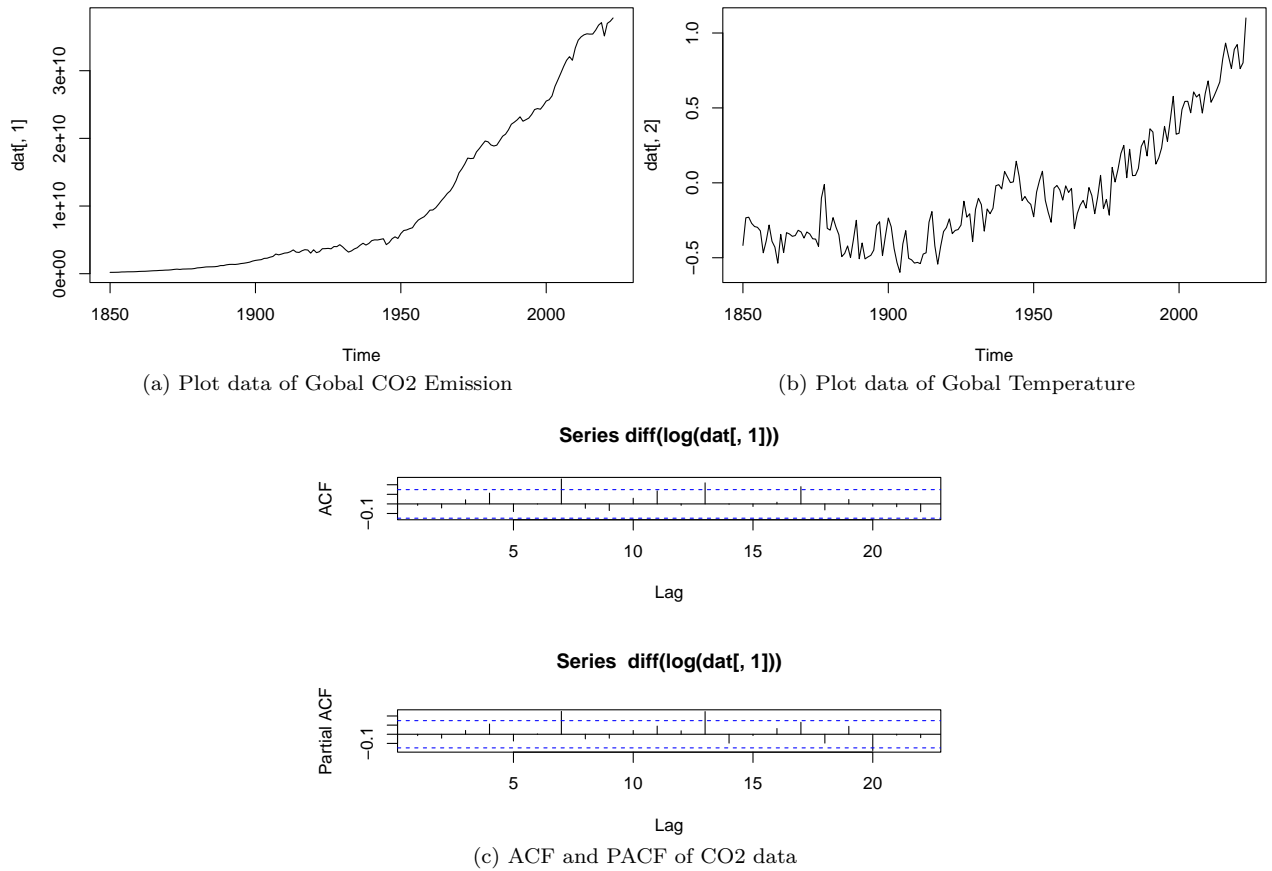 dat[, 1]
3e+10
2e+10
1e+10
0e+00
1850 1900 1950 2000
Time
(a) Plot data of Gobal CO2 Emission
dat[, 2]
1.0
0.5
0.0
−0.5
1850 1900 1950 2000
Time
(b) Plot data of Gobal Temperature
Series diff(log(dat[, 1]))
ACF
−0.1
5 10 15 20
Lag
Series diff(log(dat[, 1]))
Partial ACF
−0.1
5 10 15 20
Lag
(c) ACF and PACF of CO2 data